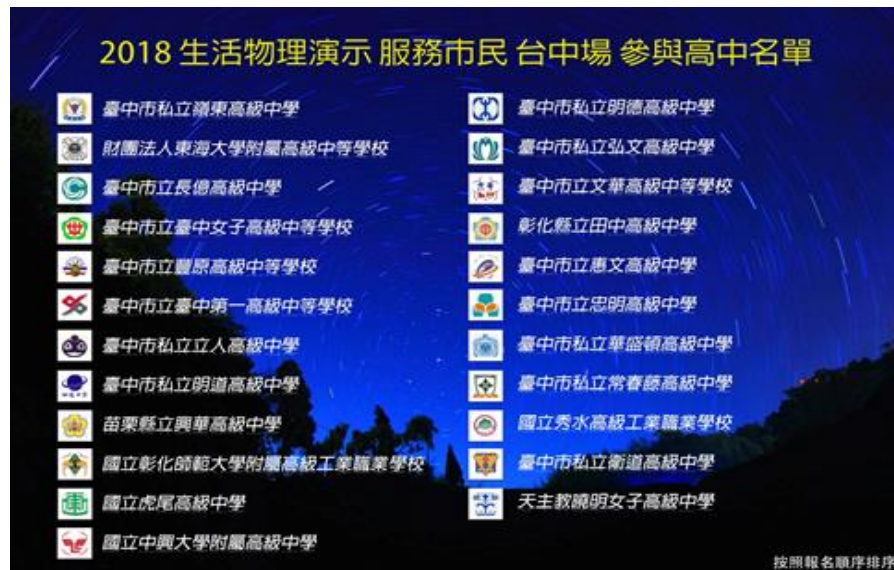 2018 生活物理演示 服務市民 台中場 參與高中名單
臺中市私立嶺東高級中學
財團法人東海大學附屬高級中等學校
臺中市立長億高級中學
臺中市立臺中女子高級中等學校
臺中市立豐原高級中等學校
臺中市立臺中第一高級中等學校
臺中市私立立人高級中學
臺中市私立明道高級中學
苗栗縣立興華高級中學
國立彰化師範大學附屬高級工業職業學校
國立虎尾高級中學
國立中興大學附屬高級中學
臺中市私立明德高級中學
臺中市私立弘文高級中學
臺中市立文華高級中等學校
彰化縣立田中高級中學
臺中市立惠文高級中學
臺中市立忠明高級中學
臺中市私立華盛頓高級中學
臺中市私立常春藤高級中學
國立秀水高級工業職業學校
臺中市私立衛道高級中學
天主教曉明女子高級中學
按照報名順序排序